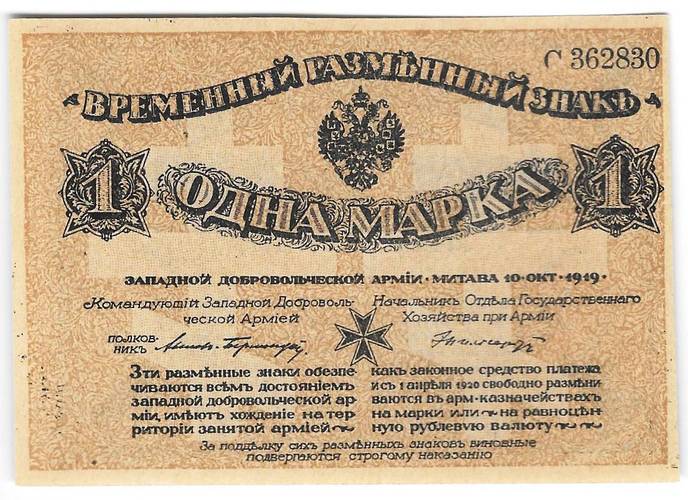 С 362830
ВРЕМЕННЫЙ РАЗМѢННЫЙ ЗНАКЪ
1 ОДНА МАРКА 1
ЗАПАДНОЙ ДОБРОВОЛЬЧЕСКОЙ АРМІИ · МИТАВА 10 · ОКТ · 1919 ·
Командующій Западной Доброволь-
ческой Арміей
полков-
никъ
Начальникъ Отдѣла Государственнаго
Хозяйства при Арміи
Эти размѣнные знаки обезпе-
чиваются всѣмъ достояніемъ
западной добровольческой ар-
міи, имѣютъ хожденіе на тер-
риторіи занятой арміей
какъ законное средство платежа
и съ 1 апрѣля 1920 свободно размѣни-
ваются въ арм · казначействахъ
на марки или на равноцѣн-
ную рублевую валюту
За поддѣлку сихъ размѣнныхъ знаковъ виновные
подвергаются строгому наказанію